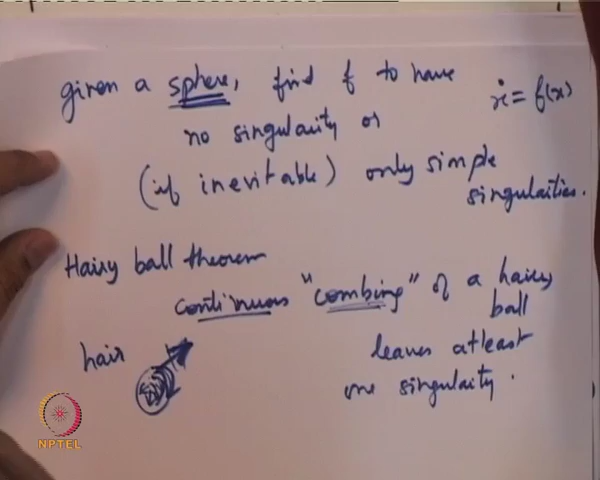 given a sphere, find f to have
ẋ = f(x)
no singularity or
(if inevitable) only simple
singulaities.
Hairy ball theorem
continuous "combing" of a hairy
ball
hair
leaves atleast
one singularity.
NPTEL